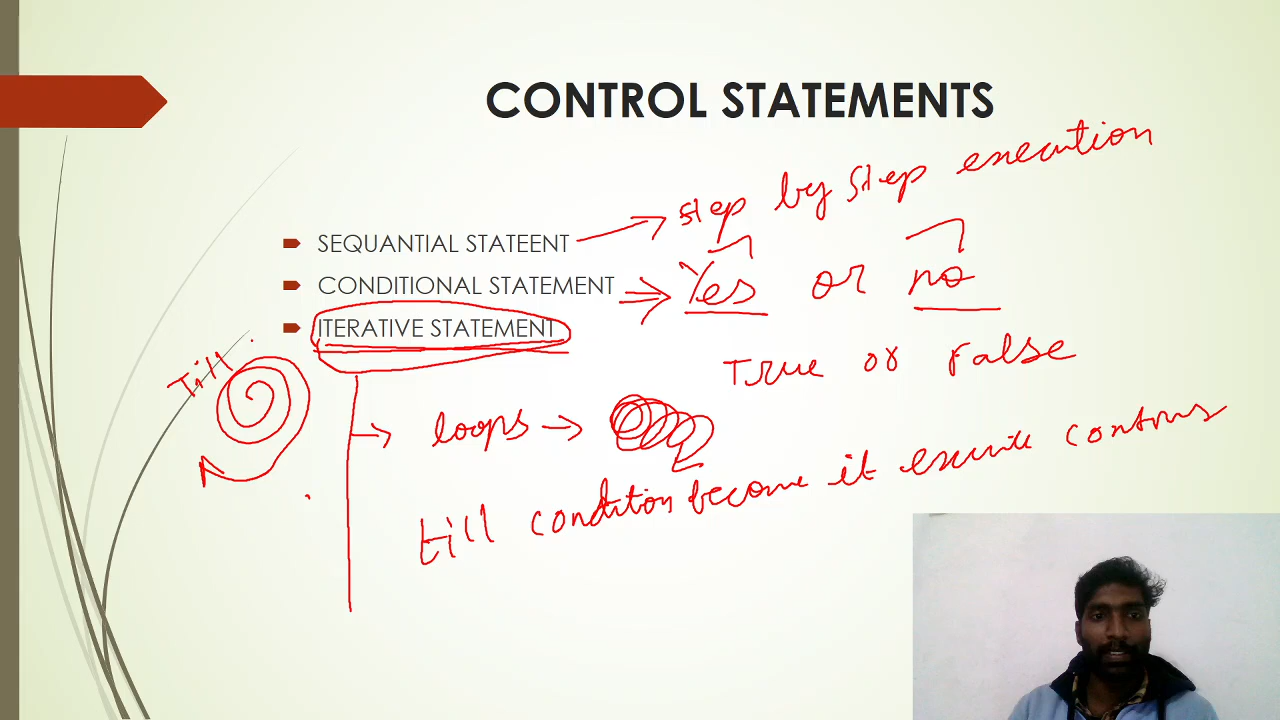 CONTROL STATEMENTS
step by step execution
SEQUANTIAL STATEENT
CONDITIONAL STATEMENT
Yes or no
ITERATIVE STATEMENT
True or False
Till
loops
till condition become it execute